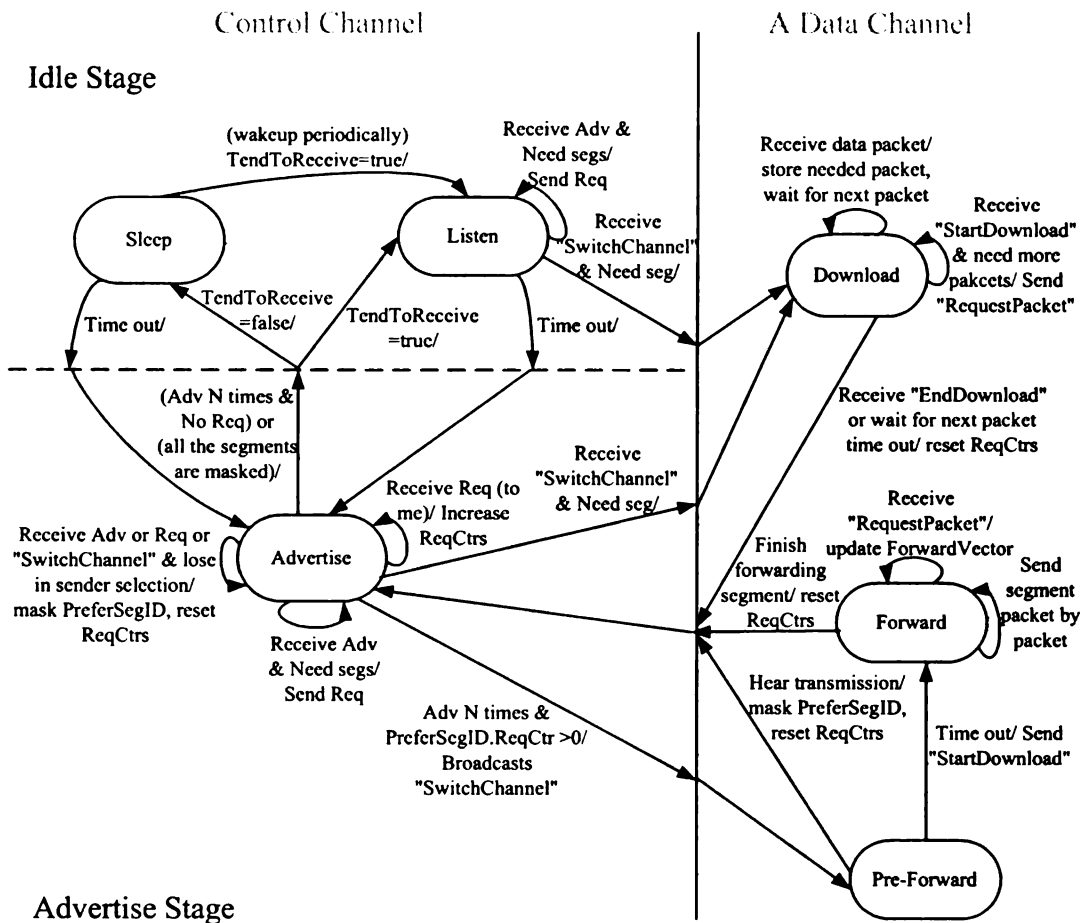 Control Channel
A Data Channel
Idle Stage
(wakeup periodically)
TendToReceive=true/
Receive Adv &
Need segs/
Send Req
Receive data packet/
store needed packet,
wait for next packet
Sleep
Listen
Receive
"SwitchChannel"
& Need seg/
Download
Receive
"StartDownload"
& need more
pakcets/ Send
"RequestPacket"
Time out/
TendToReceive
=false/
TendToReceive
=true/
Time out/
(Adv N times &
No Req) or
(all the segments
are masked)/
Receive "EndDownload"
or wait for next packet
time out/ reset ReqCtrs
Receive
"SwitchChannel"
& Need seg/
Receive Req (to
me)/ Increase
ReqCtrs
Receive Adv or Req or
"SwitchChannel" & lose
in sender selection/
mask PreferSegID, reset
ReqCtrs
Advertise
Receive Adv
& Need segs/
Send Req
Finish
forwarding
segment/ reset
ReqCtrs
Receive
"RequestPacket"/
update ForwardVector
Forward
Send
segment
packet by
packet
Hear transmission/
mask PreferSegID,
reset ReqCtrs
Adv N times &
PreferSegID.ReqCtr >0/
Broadcasts
"SwitchChannel"
Time out/ Send
"StartDownload"
Pre-Forward
Advertise Stage